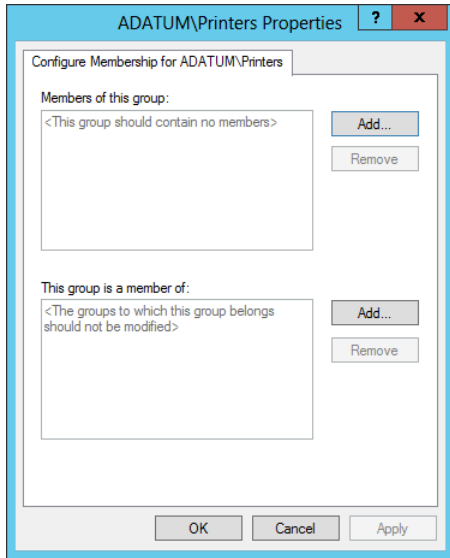 ADATUM\Printers Properties
?
x
Configure Membership for ADATUM\Printers
Members of this group:
<This group should contain no members>
Add...
Remove
This group is a member of:
<The groups to which this group belongs
should not be modified>
Add...
Remove
OK
Cancel
Apply